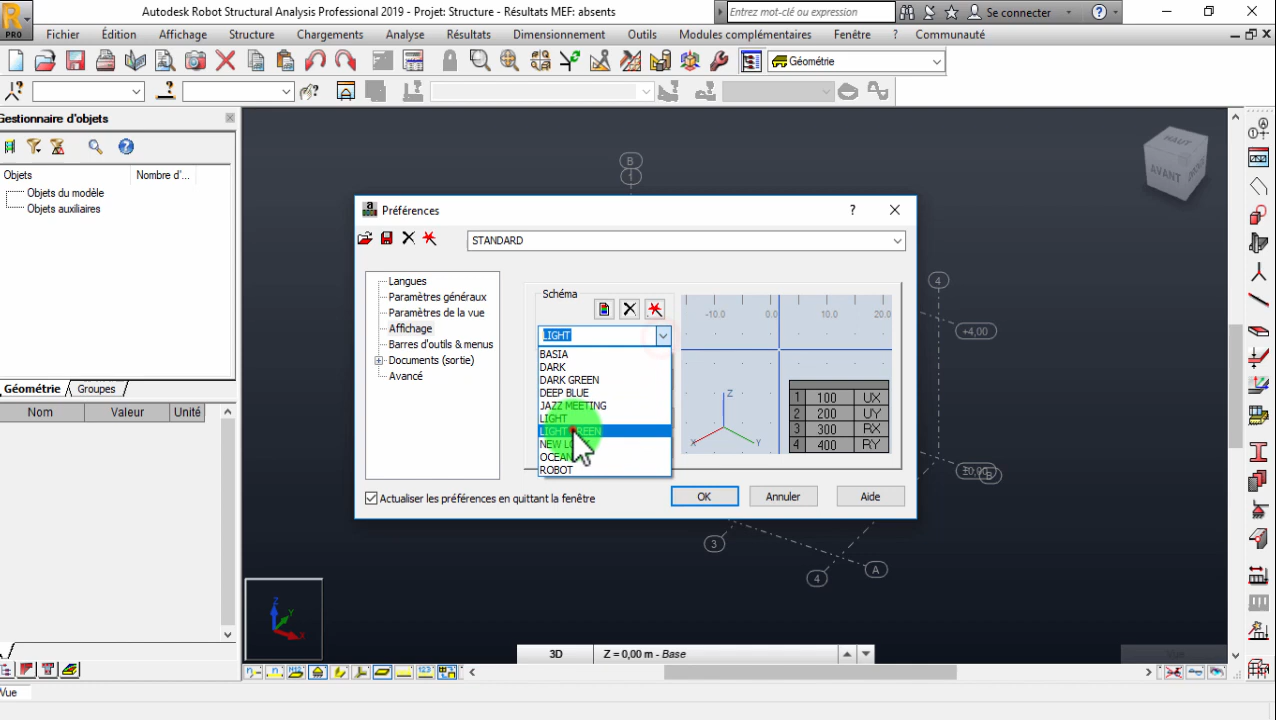 Autodesk Robot Structural Analysis Professional 2019 - Projet: Structure - Résultats MEF: absents
Entrez mot-clé ou expression
Se connecter
PRO
Fichier Édition Affichage Structure Chargements Analyse Résultats Dimensionnement Outils Modules complémentaires Fenêtre ? Communauté
Géométrie
Gestionnaire d'objets
Objets Nombre d'...
Objets du modèle
Objets auxiliaires
Géométrie Groupes
Nom Valeur Unité
Vue
B
1
HAUT
AVANT
4
+4,00
±0,00
B
3
4
A
Préférences
STANDARD
Langues
Paramètres généraux
Paramètres de la vue
Affichage
Barres d'outils & menus
Documents (sortie)
Avancé
Schéma
LIGHT
BASIA
DARK
DARK GREEN
DEEP BLUE
JAZZ MEETING
LIGHT
LIGHT GREEN
OCEAN
ROBOT
-10.0 0.0 10.0 20.0
Z
X
Y
1 100 UX
2 200 UY
3 300 RX
4 400 RY
Actualiser les préférences en quittant la fenêtre
OK Annuler Aide
Z
Y
X
3D Z = 0,00 m - Base